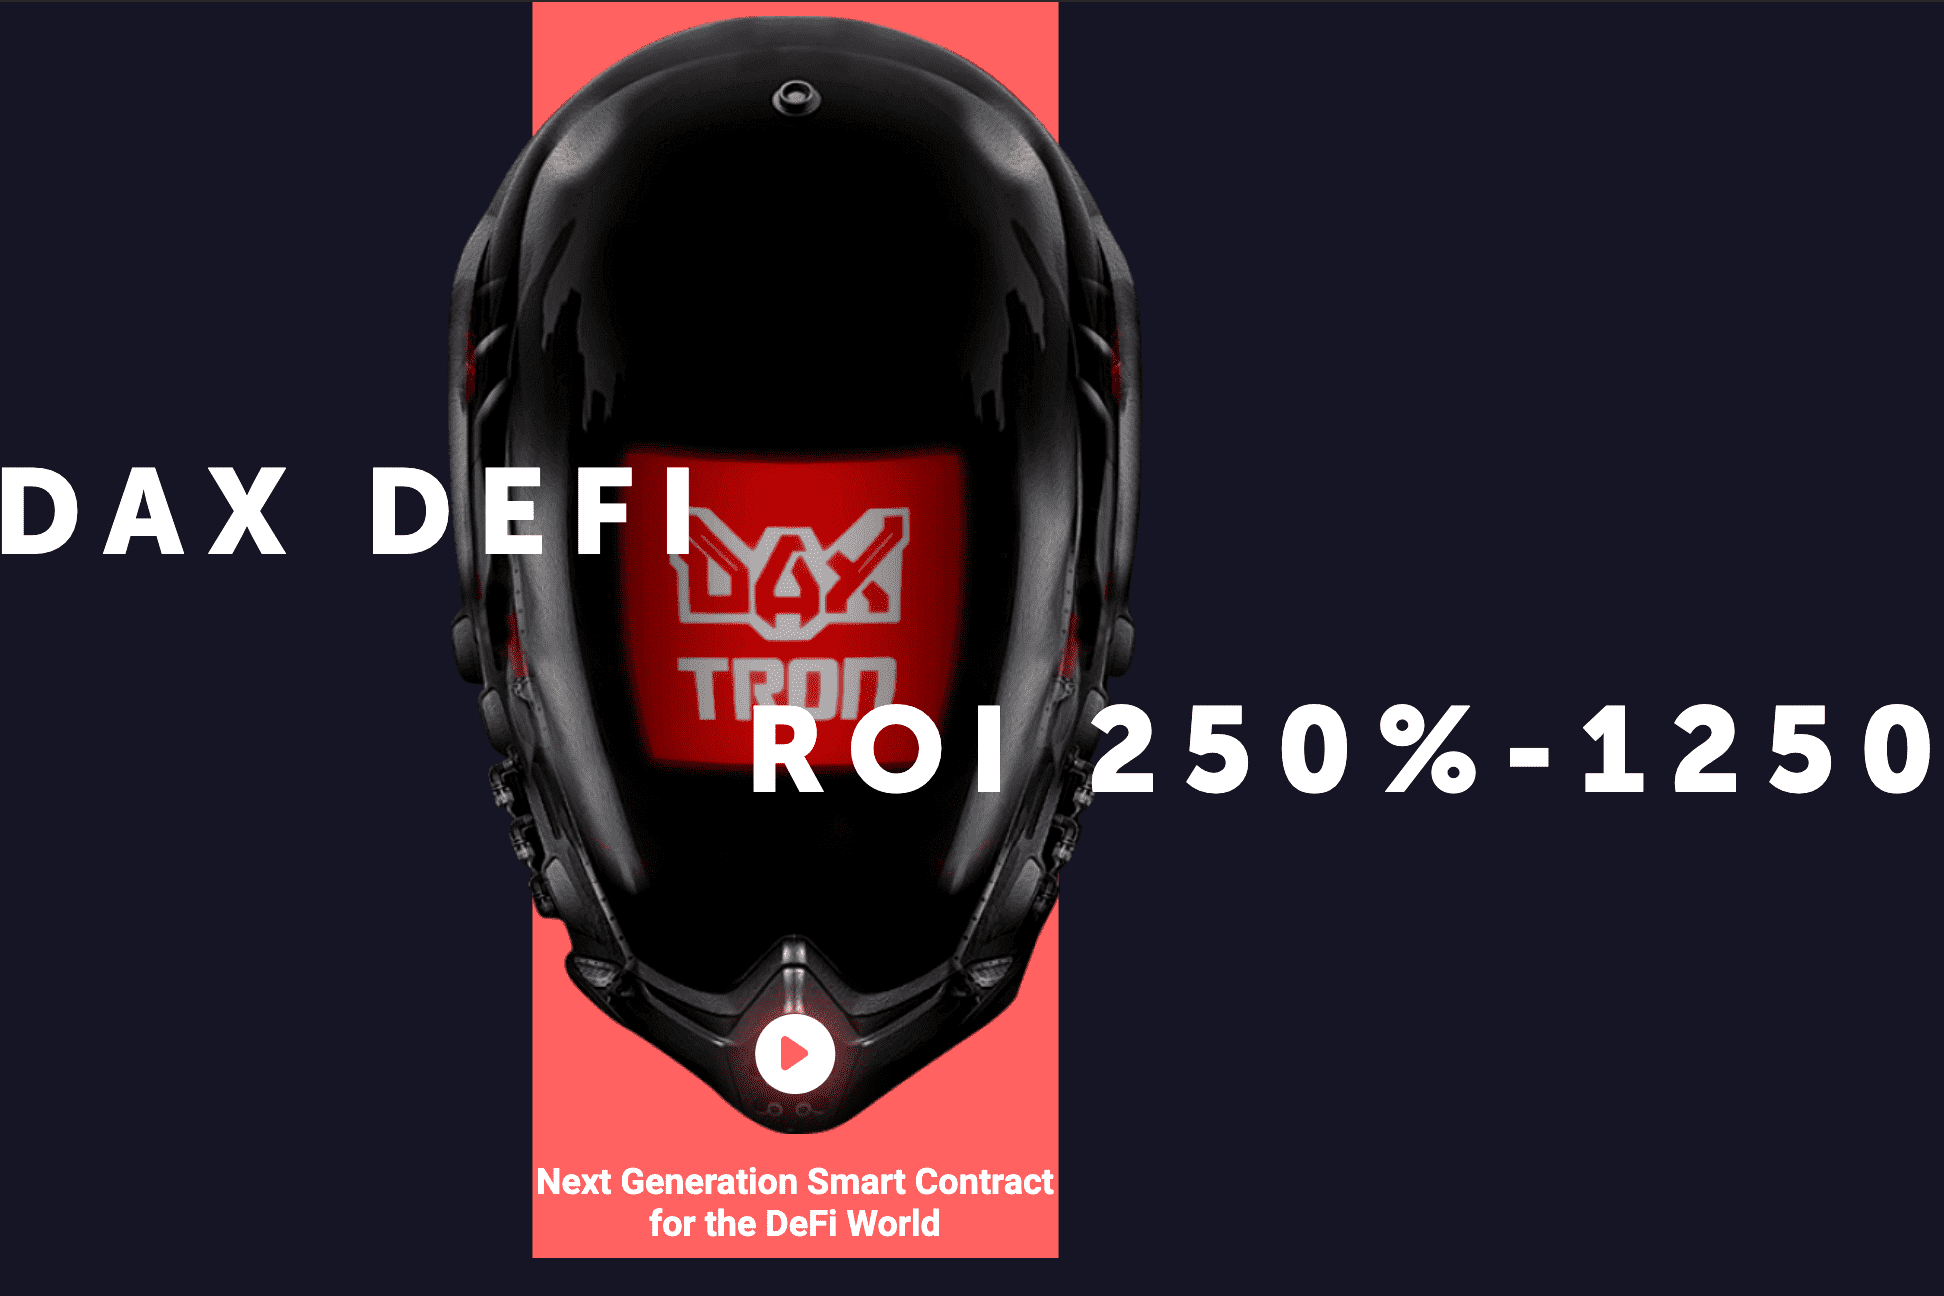 DAX DEFI
DAX
TRON
ROI 250%-1250
Next Generation Smart Contract
for the DeFi World